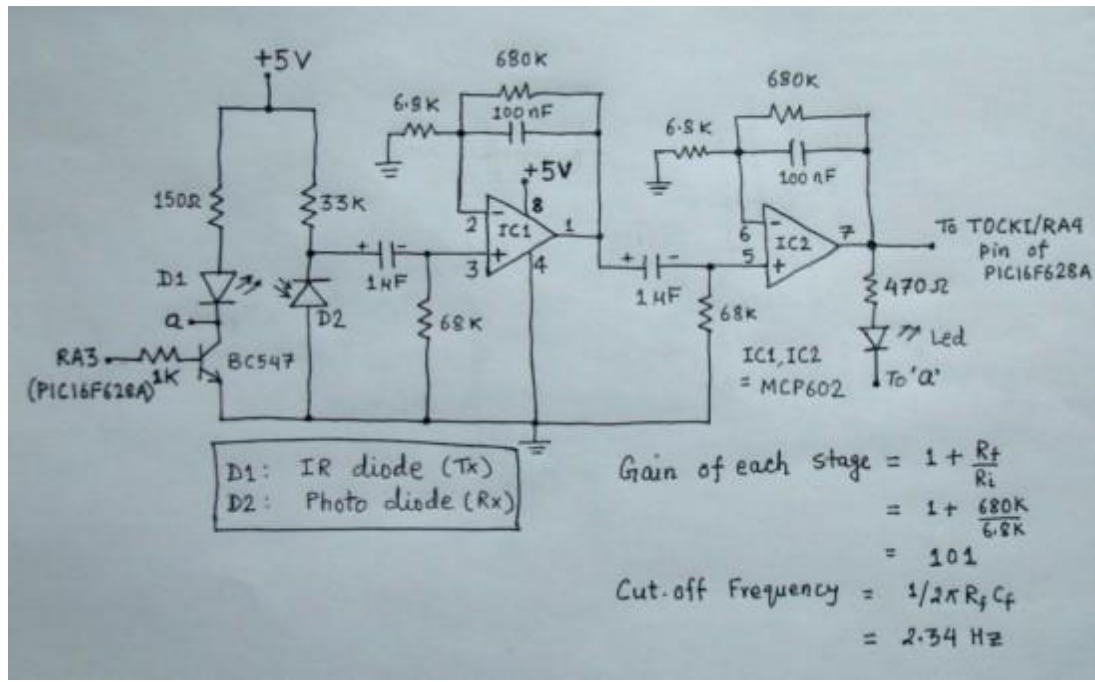 +5V
680K
680K
6.8K
100nF
6.8K
100nF
+5V
150Ω
33K
2
IC1
8
1
3
4
6
IC2
7
5
To TOCKI/RA4
pin of
PIC16F628A
D1
+
-
1μF
+
-
1μF
470Ω
a
D2
68K
68K
Led
RA3
(PIC16F628A)
1K
BC547
IC1, IC2
= MCP602
To 'a'
D1: IR diode (Tx)
D2: Photo diode (Rx)
Gain of each stage = 1 + Rf/Ri
= 1 + 680K/6.8K
= 101
Cut-off Frequency = 1/2π Rf Cf
= 2.34 Hz